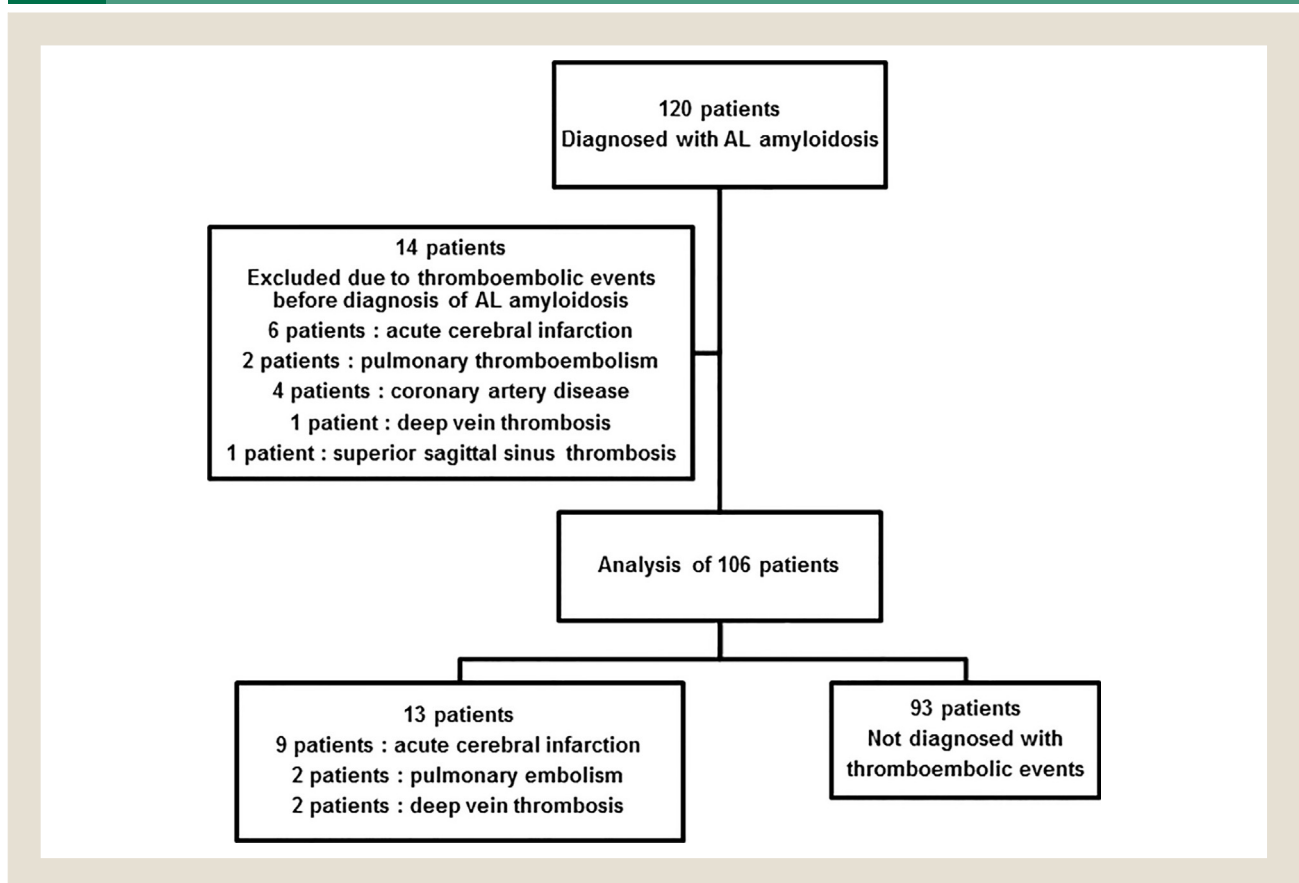 120 patients
Diagnosed with AL amyloidosis
14 patients
Excluded due to thromboembolic events
before diagnosis of AL amyloidosis
6 patients : acute cerebral infarction
2 patients : pulmonary thromboembolism
4 patients : coronary artery disease
1 patient : deep vein thrombosis
1 patient : superior sagittal sinus thrombosis
Analysis of 106 patients
13 patients
9 patients : acute cerebral infarction
2 patients : pulmonary embolism
2 patients : deep vein thrombosis
93 patients
Not diagnosed with
thromboembolic events